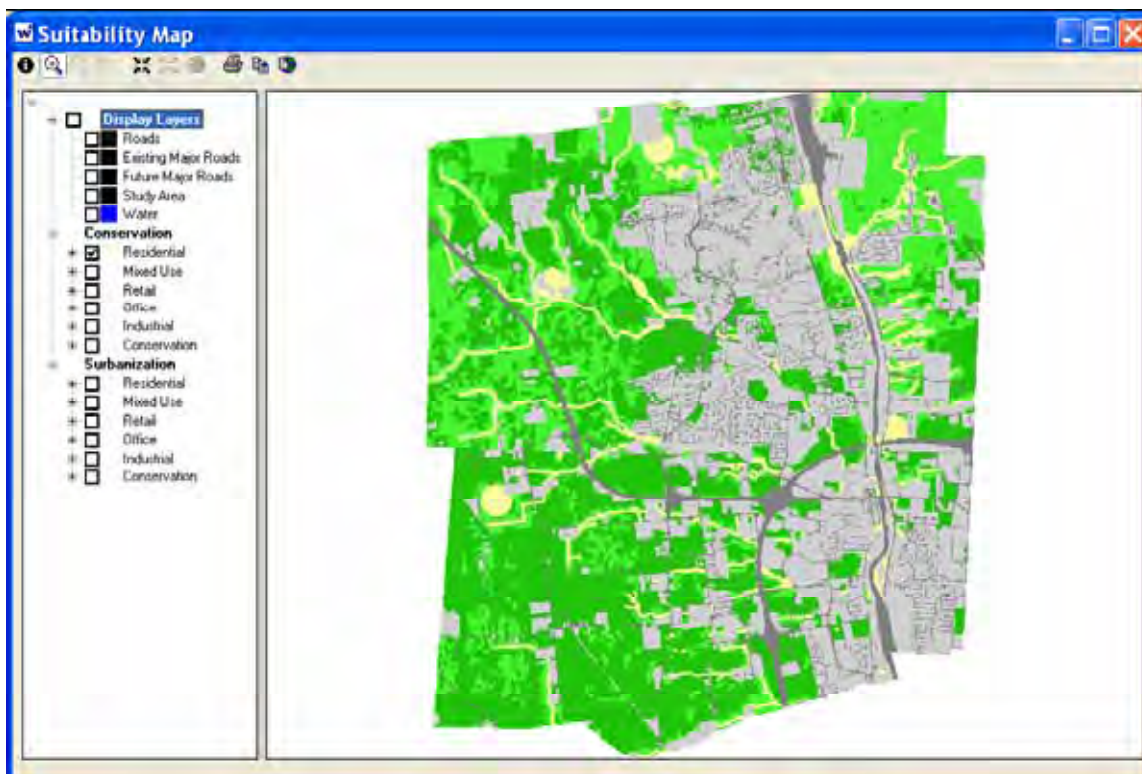 Suitability Map
Display Layers
Roads
Existing Major Roads
Future Major Roads
Study Area
Water
Conservation
Residential
Mixed Use
Retail
Office
Industrial
Conservation
Surbanization
Residential
Mixed Use
Retail
Office
Industrial
Conservation